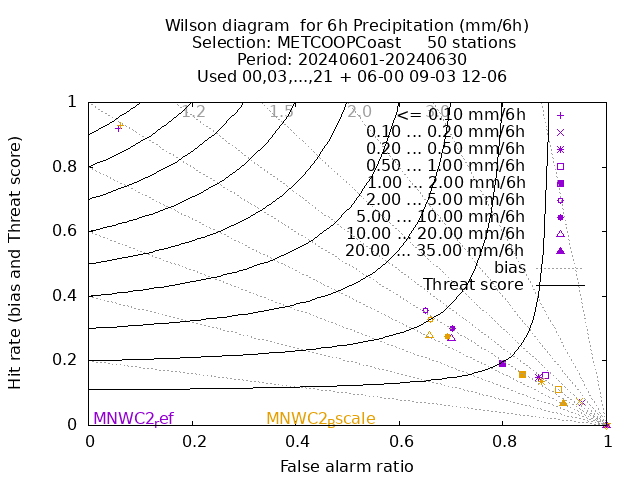 Wilson diagram  for 6h Precipitation (mm/6h)
Selection: METCOOPCoast     50 stations
Period: 20240601-20240630
Used 00,03,...,21 + 06-00 09-03 12-06
1.2 1.5 2.0 3.0
<= 0.10 mm/6h
0.10 ... 0.20 mm/6h
0.20 ... 0.50 mm/6h
0.50 ... 1.00 mm/6h
1.00 ... 2.00 mm/6h
2.00 ... 5.00 mm/6h
5.00 ... 10.00 mm/6h
10.00 ... 20.00 mm/6h
20.00 ... 35.00 mm/6h
bias
Threat score
Hit rate (bias and Threat score)
1
0.8
0.6
0.4
0.2
0
MNWC2ref MNWC2Bscale
0 0.2 0.4 0.6 0.8 1
False alarm ratio